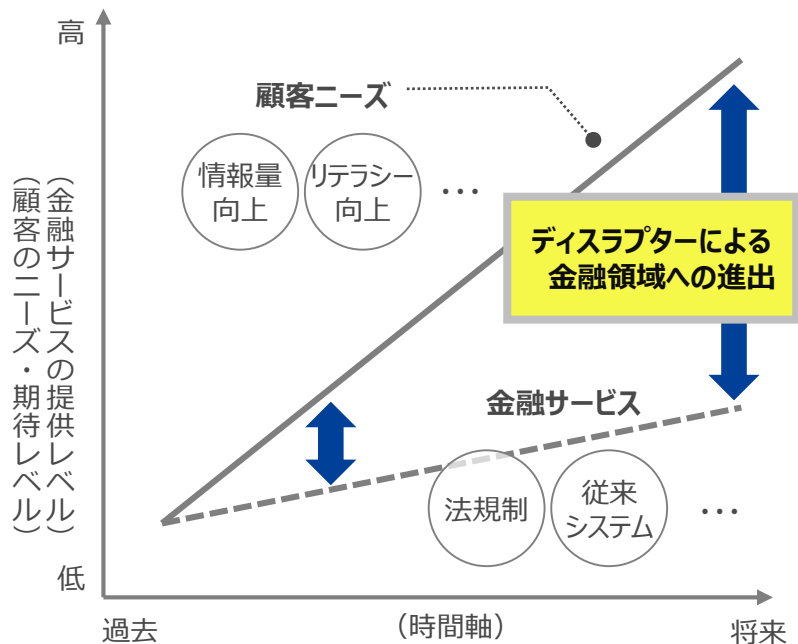 高
顧客ニーズ
情報量
向上
リテラシー
向上
…
ディスラプターによる
金融領域への進出
(金融サービスの提供レベル)
(顧客のニーズ・期待レベル)
金融サービス
法規制
従来
システム
…
低
過去
(時間軸)
将来